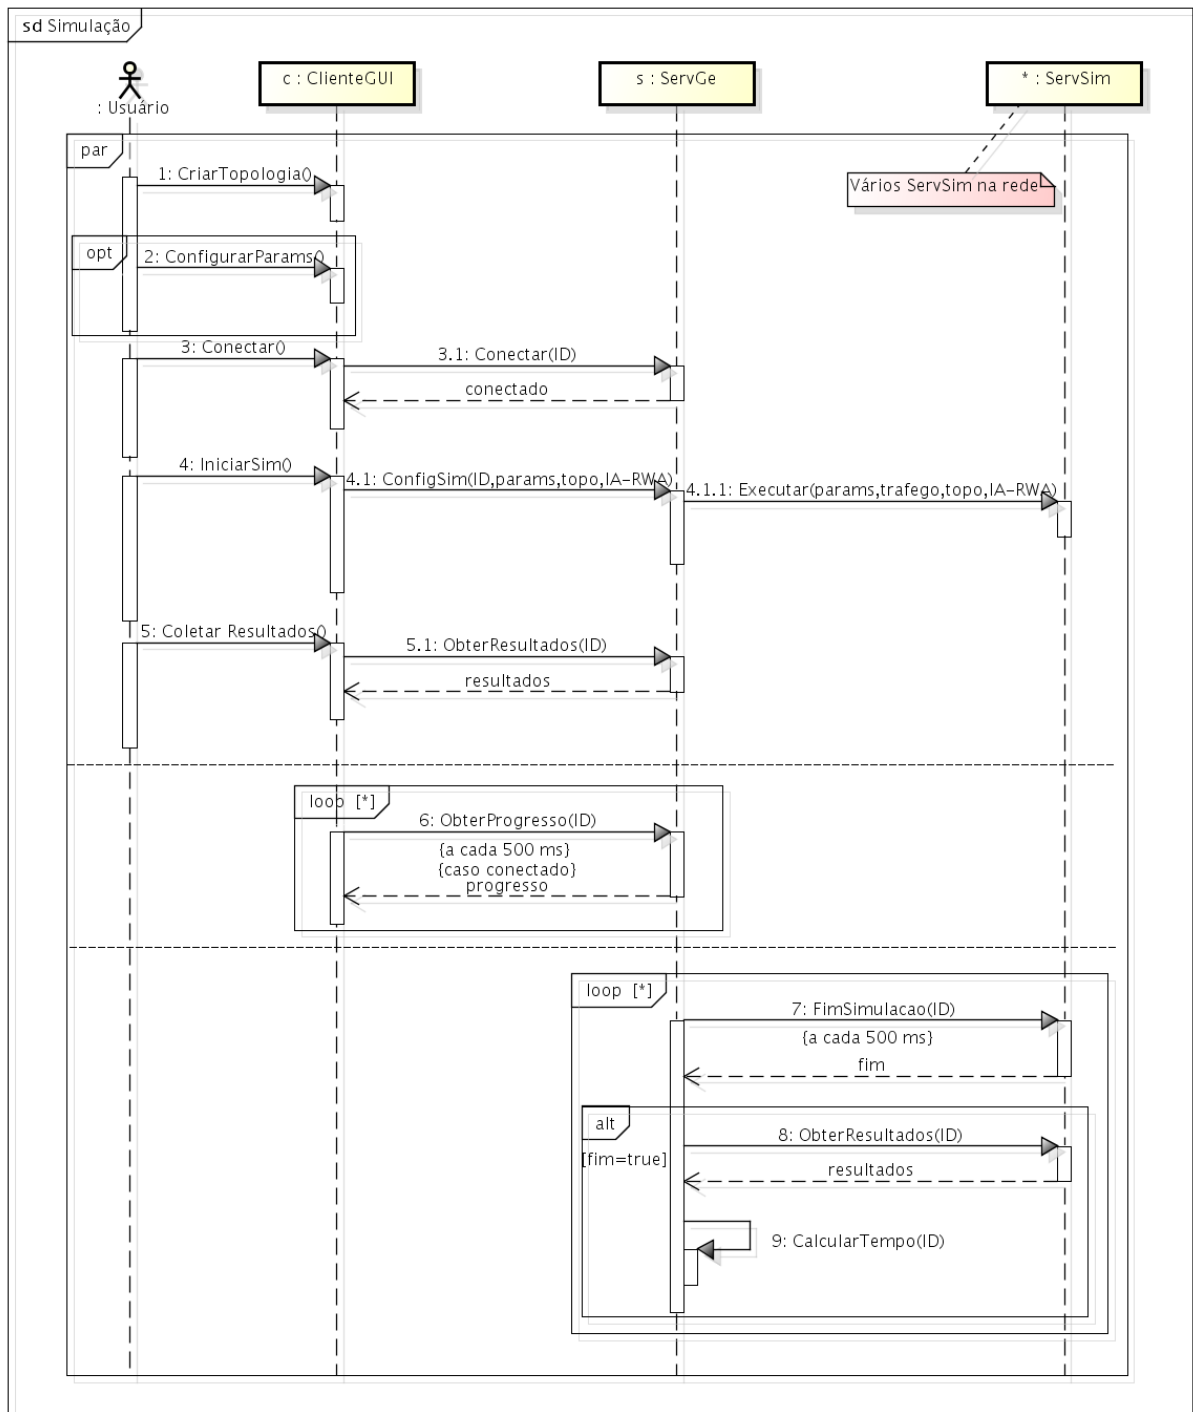 sd Simulação
: Usuário
c : ClienteGUI
s : ServGe
* : ServSim
par
Vários ServSim na rede
1: CriarTopologia()
opt
2: ConfigurarParams()
3: Conectar()
3.1: Conectar(ID)
conectado
4: IniciarSim()
4.1: ConfigSim(ID,params,topo,IA-RWA)
4.1.1: Executar(params,trafego,topo,IA-RWA)
5: Coletar Resultados()
5.1: ObterResultados(ID)
resultados
loop [*]
6: ObterProgresso(ID)
{a cada 500 ms}
{caso conectado}
progresso
loop [*]
7: FimSimulacao(ID)
{a cada 500 ms}
fim
alt
[fim=true]
8: ObterResultados(ID)
resultados
9: CalcularTempo(ID)